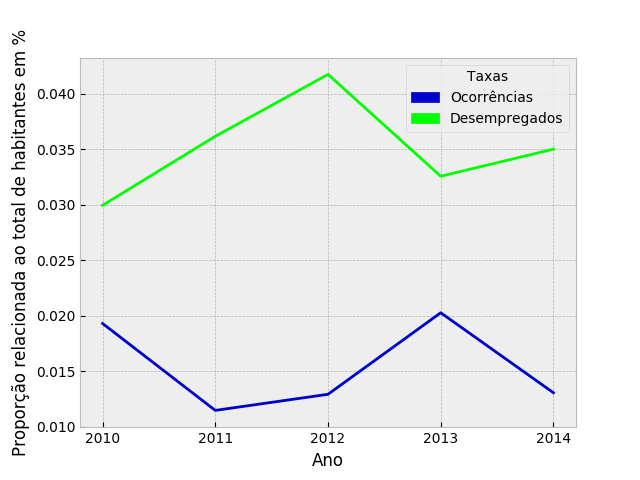 Proporção relacionada ao total de habitantes em %
0.040
0.035
0.030
0.025
0.020
0.015
0.010
Taxas
Ocorrências
Desempregados
2010 2011 2012 2013 2014
Ano